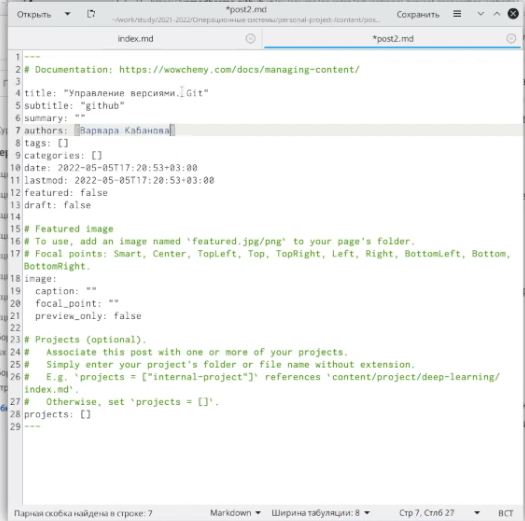 Открыть
*post2.md
Сохранить
~/work/study/2021-2022/Операционные системы/personal-project/content/pos...
index.md
*post2.md
1 ---
2 # Documentation: https://wowchemy.com/docs/managing-content/
3
4 title: "Управление версиями. Git"
5 subtitle: "github"
6 summary: ""
7 authors: [Варвара Кабанова]
8 tags: []
9 categories: []
10 date: 2022-05-05T17:20:53+03:00
11 lastmod: 2022-05-05T17:20:53+03:00
12 featured: false
13 draft: false
14
15 # Featured image
16 # To use, add an image named `featured.jpg/png` to your page's folder.
17 # Focal points: Smart, Center, TopLeft, Top, TopRight, Left, Right, BottomLeft, Bottom,
BottomRight.
18 image:
19   caption: ""
20   focal_point: ""
21   preview_only: false
22
23 # Projects (optional).
24 #   Associate this post with one or more of your projects.
25 #   Simply enter your project's folder or file name without extension.
26 #   E.g. `projects = ["internal-project"]` references `content/project/deep-learning/
index.md`.
27 #   Otherwise, set `projects = []`.
28 projects: []
29 ---
Парная скобка найдена в строке: 7
Markdown
Ширина табуляции: 8
Стр 7, Стлб 27
ВСТ